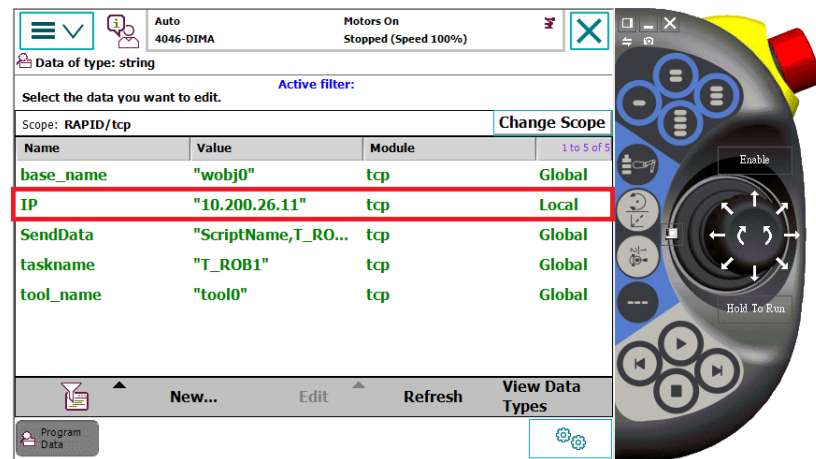 Auto
4046-DIMA
Motors On
Stopped (Speed 100%)
Data of type: string
Active filter:
Select the data you want to edit.
Scope: RAPID/tcp
Change Scope
Name Value Module 1 to 5 of 5
base_name "wobj0" tcp Global
IP "10.200.26.11" tcp Local
SendData "ScriptName,T_RO... tcp Global
taskname "T_ROB1" tcp Global
tool_name "tool0" tcp Global
New... Edit Refresh View Data Types
Program Data
Enable
Hold To Run